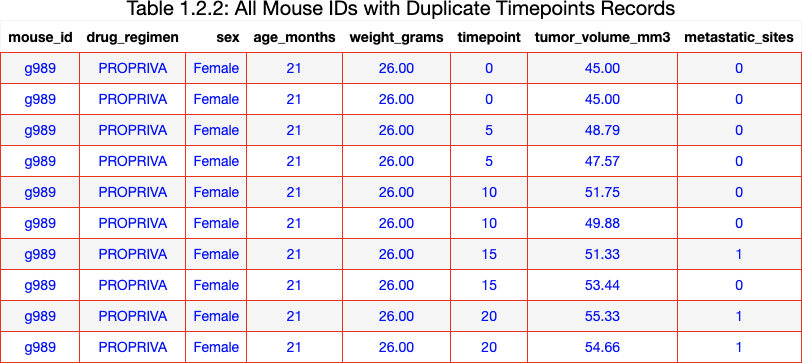 Table 1.2.2: All Mouse IDs with Duplicate Timepoints Records
mouse_id drug_regimen sex age_months weight_grams timepoint tumor_volume_mm3 metastatic_sites
g989 PROPRIVA Female 21 26.00 0 45.00 0
g989 PROPRIVA Female 21 26.00 0 45.00 0
g989 PROPRIVA Female 21 26.00 5 48.79 0
g989 PROPRIVA Female 21 26.00 5 47.57 0
g989 PROPRIVA Female 21 26.00 10 51.75 0
g989 PROPRIVA Female 21 26.00 10 49.88 0
g989 PROPRIVA Female 21 26.00 15 51.33 1
g989 PROPRIVA Female 21 26.00 15 53.44 0
g989 PROPRIVA Female 21 26.00 20 55.33 1
g989 PROPRIVA Female 21 26.00 20 54.66 1